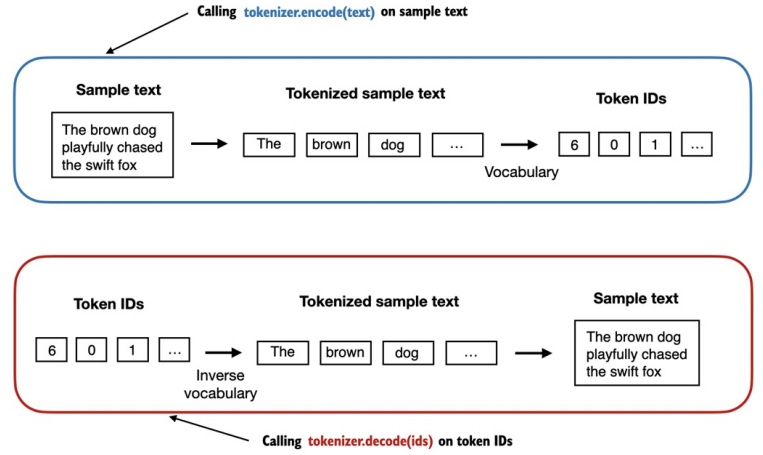 Calling tokenizer.encode(text) on sample text
Sample text
Tokenized sample text
Token IDs
The brown dog
playfully chased
the swift fox
The brown dog ...
6 0 1 ...
Vocabulary
Token IDs
Tokenized sample text
Sample text
6 0 1 ...
The brown dog ...
The brown dog
playfully chased
the swift fox
Inverse
vocabulary
Calling tokenizer.decode(ids) on token IDs